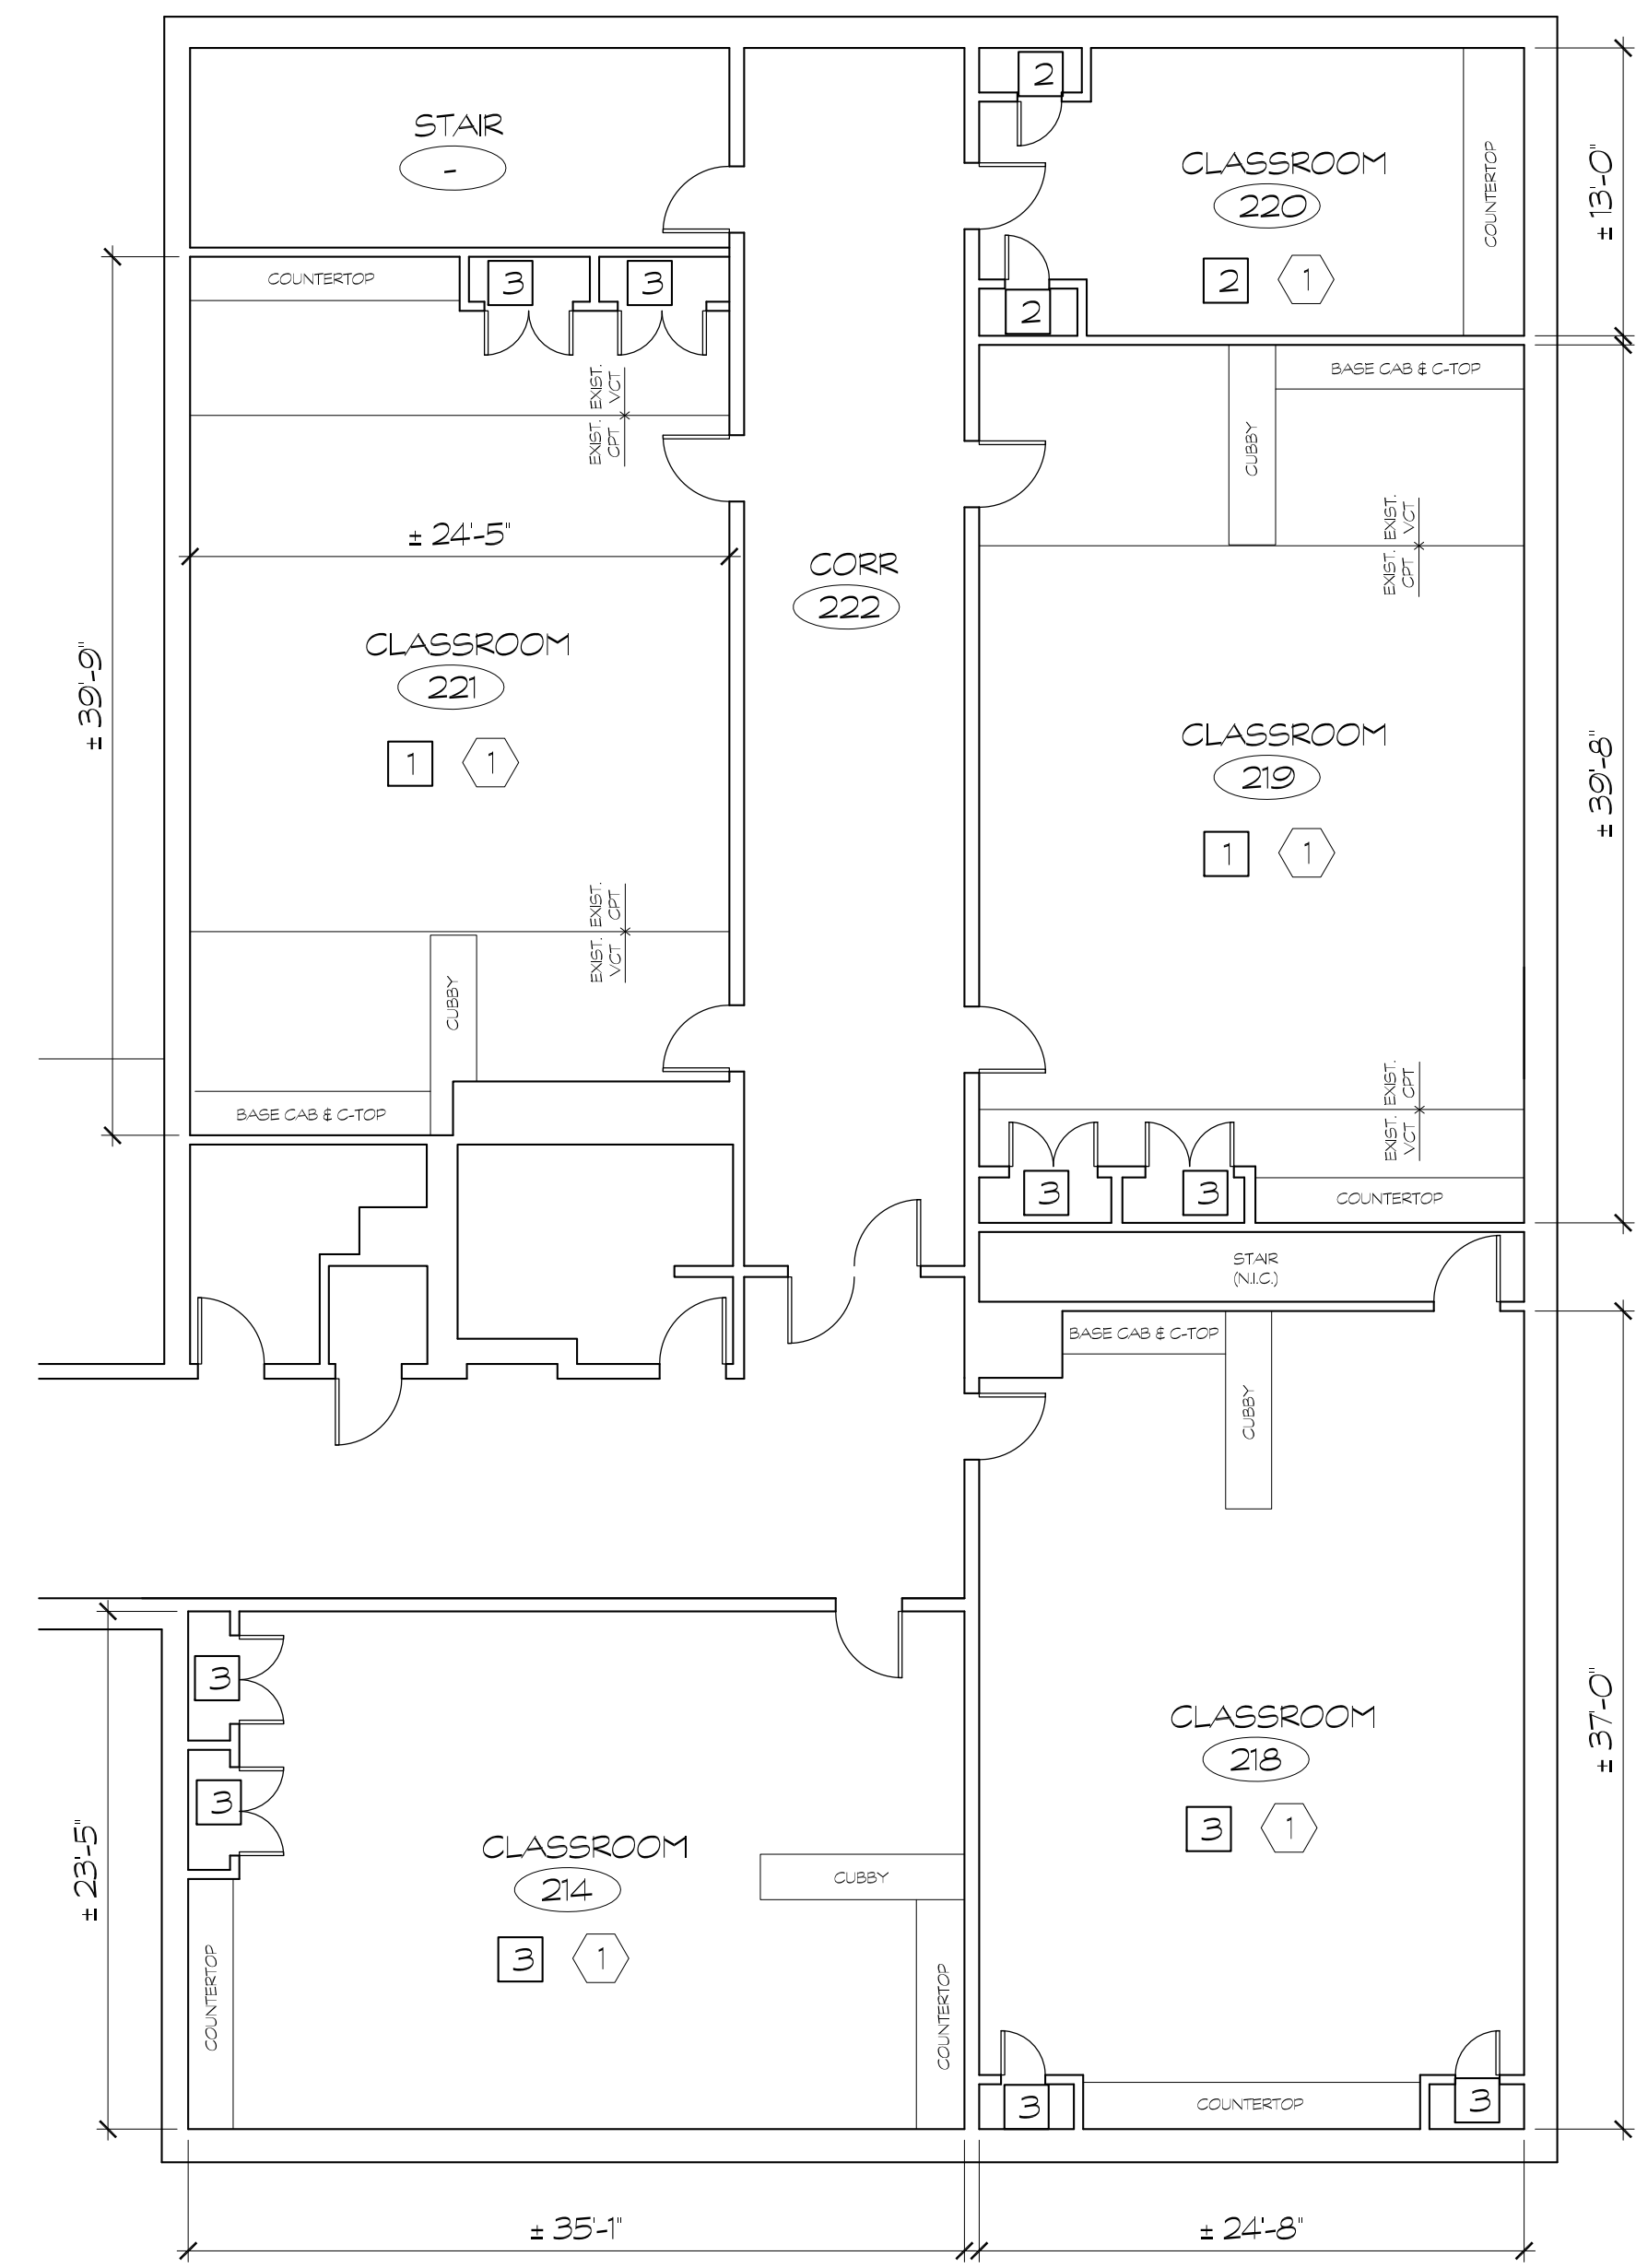 STAIR
-
2
CLASSROOM
220
COUNTERTOP
± 13'-0"
2
1
2
COUNTERTOP
3
3
BASE CAB & C-TOP
EXIST. EXIST.
CPT VCT
CUBBY
EXIST. EXIST.
CPT VCT
± 24'-5"
CORR
222
± 39'-9"
CLASSROOM
221
1
1
CLASSROOM
219
± 39'-8"
1
1
EXIST. EXIST.
VCT CPT
CUBBY
BASE CAB & C-TOP
EXIST. EXIST.
VCT CPT
3
3
COUNTERTOP
STAIR
(N.I.C.)
BASE CAB & C-TOP
CUBBY
3
CLASSROOM
218
± 37'-0"
3
3
1
CLASSROOM
214
± 23'-5"
CUBBY
3
1
COUNTERTOP
COUNTERTOP
3
COUNTERTOP
3
± 35'-1"
± 24'-8"